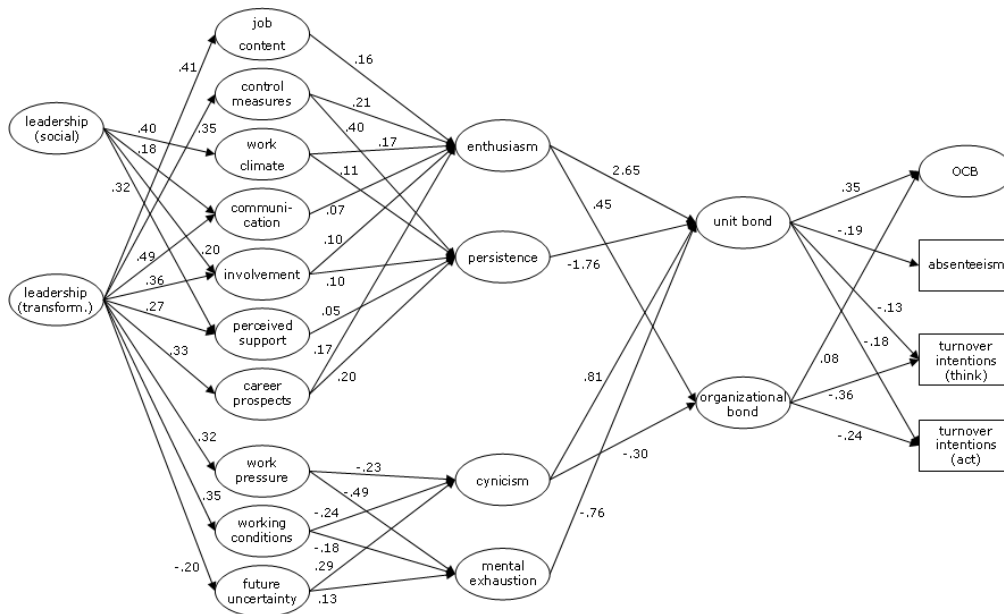 job
content
.16
.41
control
measures
.21
.40
leadership
(social)
.40
.35
work
climate
.17
enthusiasm
OCB
.18
.11
2.65
.35
.32
communi-
cation
.07
.45
unit bond
-.19
.20
.49
involvement
.10
persistence
-1.76
absenteeism
.36
.10
leadership
(transform.)
.27
perceived
support
.05
-.13
.33
.17
-.18
turnover
intentions
(think)
career
prospects
.20
.81
.08
organizational
bond
-.36
-.24
.32
turnover
intentions
(act)
work
pressure
-.23
cynicism
-.30
-.49
.35
working
conditions
-.24
-.76
-.18
-.20
future
uncertainty
.29
.13
mental
exhaustion